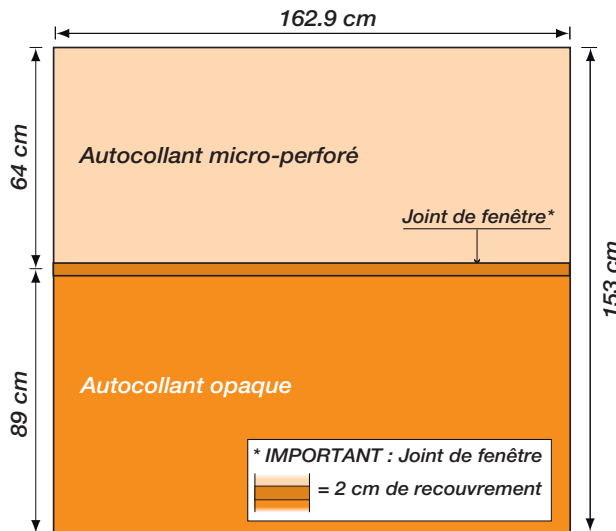 162.9 cm
64 cm
Autocollant micro-perforé
Joint de fenêtre*
153 cm
89 cm
Autocollant opaque
* IMPORTANT : Joint de fenêtre
= 2 cm de recouvrement